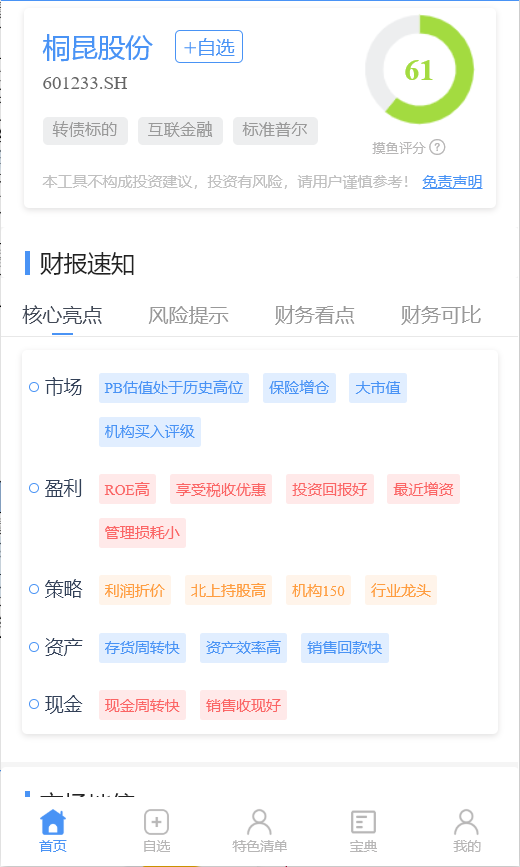 桐昆股份 +自选
601233.SH
61
转债标的 互联金融 标准普尔
摸鱼评分 ?
本工具不构成投资建议，投资有风险，请用户谨慎参考！ 免责声明
财报速知
核心亮点 风险提示 财务看点 财务可比
市场 PB估值处于历史高位 保险增仓 大市值
机构买入评级
盈利 ROE高 享受税收优惠 投资回报好 最近增资
管理损耗小
策略 利润折价 北上持股高 机构150 行业龙头
资产 存货周转快 资产效率高 销售回款快
现金 现金周转快 销售收现好
首页 自选 特色清单 宝典 我的